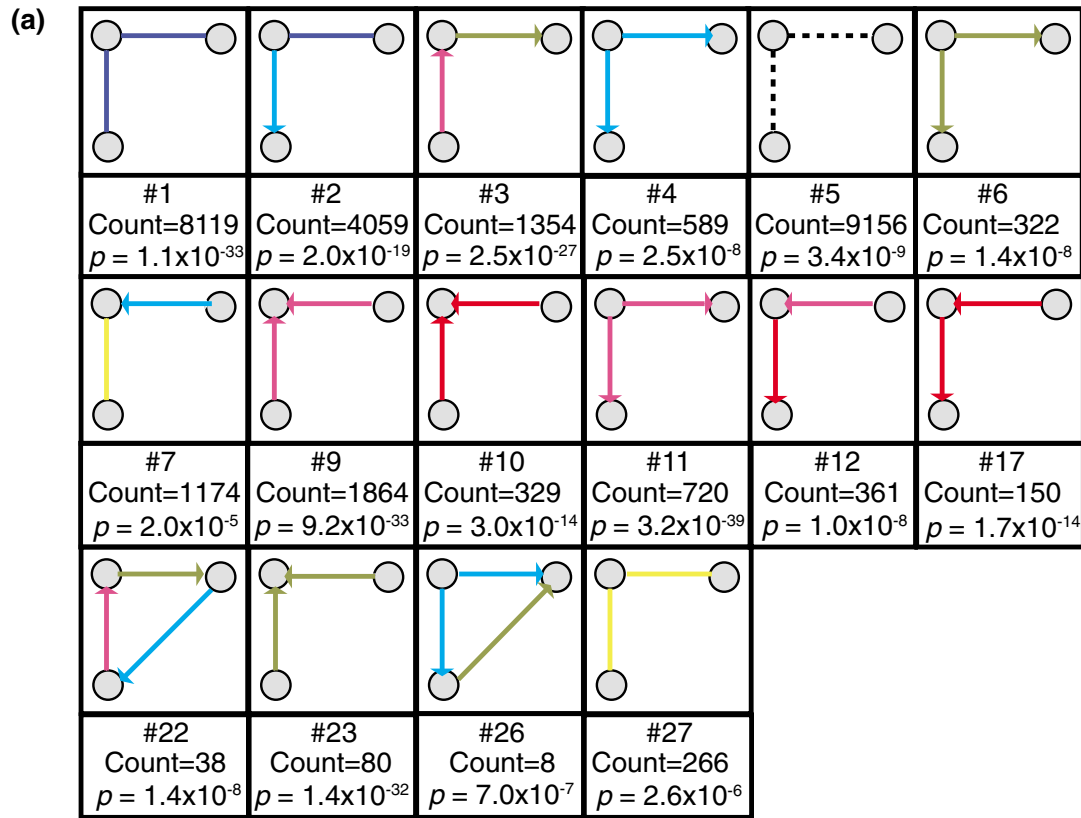 (a)
#1 #2 #3 #4 #5 #6
Count=8119 Count=4059 Count=1354 Count=589 Count=9156 Count=322
p = 1.1x10⁻³³ p = 2.0x10⁻¹⁹ p = 2.5x10⁻²⁷ p = 2.5x10⁻⁸ p = 3.4x10⁻⁹ p = 1.4x10⁻⁸
#7 #9 #10 #11 #12 #17
Count=1174 Count=1864 Count=329 Count=720 Count=361 Count=150
p = 2.0x10⁻⁵ p = 9.2x10⁻³³ p = 3.0x10⁻¹⁴ p = 3.2x10⁻³⁹ p = 1.0x10⁻⁸ p = 1.7x10⁻¹⁴
#22 #23 #26 #27
Count=38 Count=80 Count=8 Count=266
p = 1.4x10⁻⁸ p = 1.4x10⁻³² p = 7.0x10⁻⁷ p = 2.6x10⁻⁶